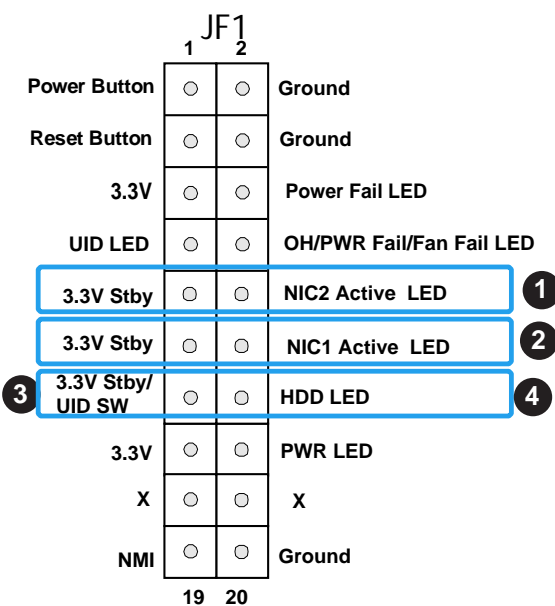 JF1
1 2
Power Button Ground
Reset Button Ground
3.3V Power Fail LED
UID LED OH/PWR Fail/Fan Fail LED
3.3V Stby NIC2 Active LED 1
3.3V Stby NIC1 Active LED 2
3 3.3V Stby/
UID SW HDD LED 4
3.3V PWR LED
X X
NMI Ground
19 20